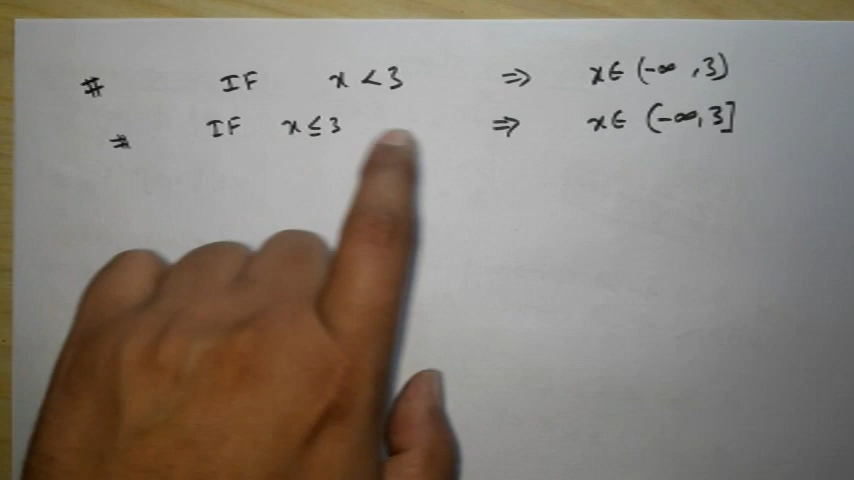 # IF x < 3 ⇒ x ∈ (-∞, 3)
# IF x ≤ 3 ⇒ x ∈ (-∞, 3]